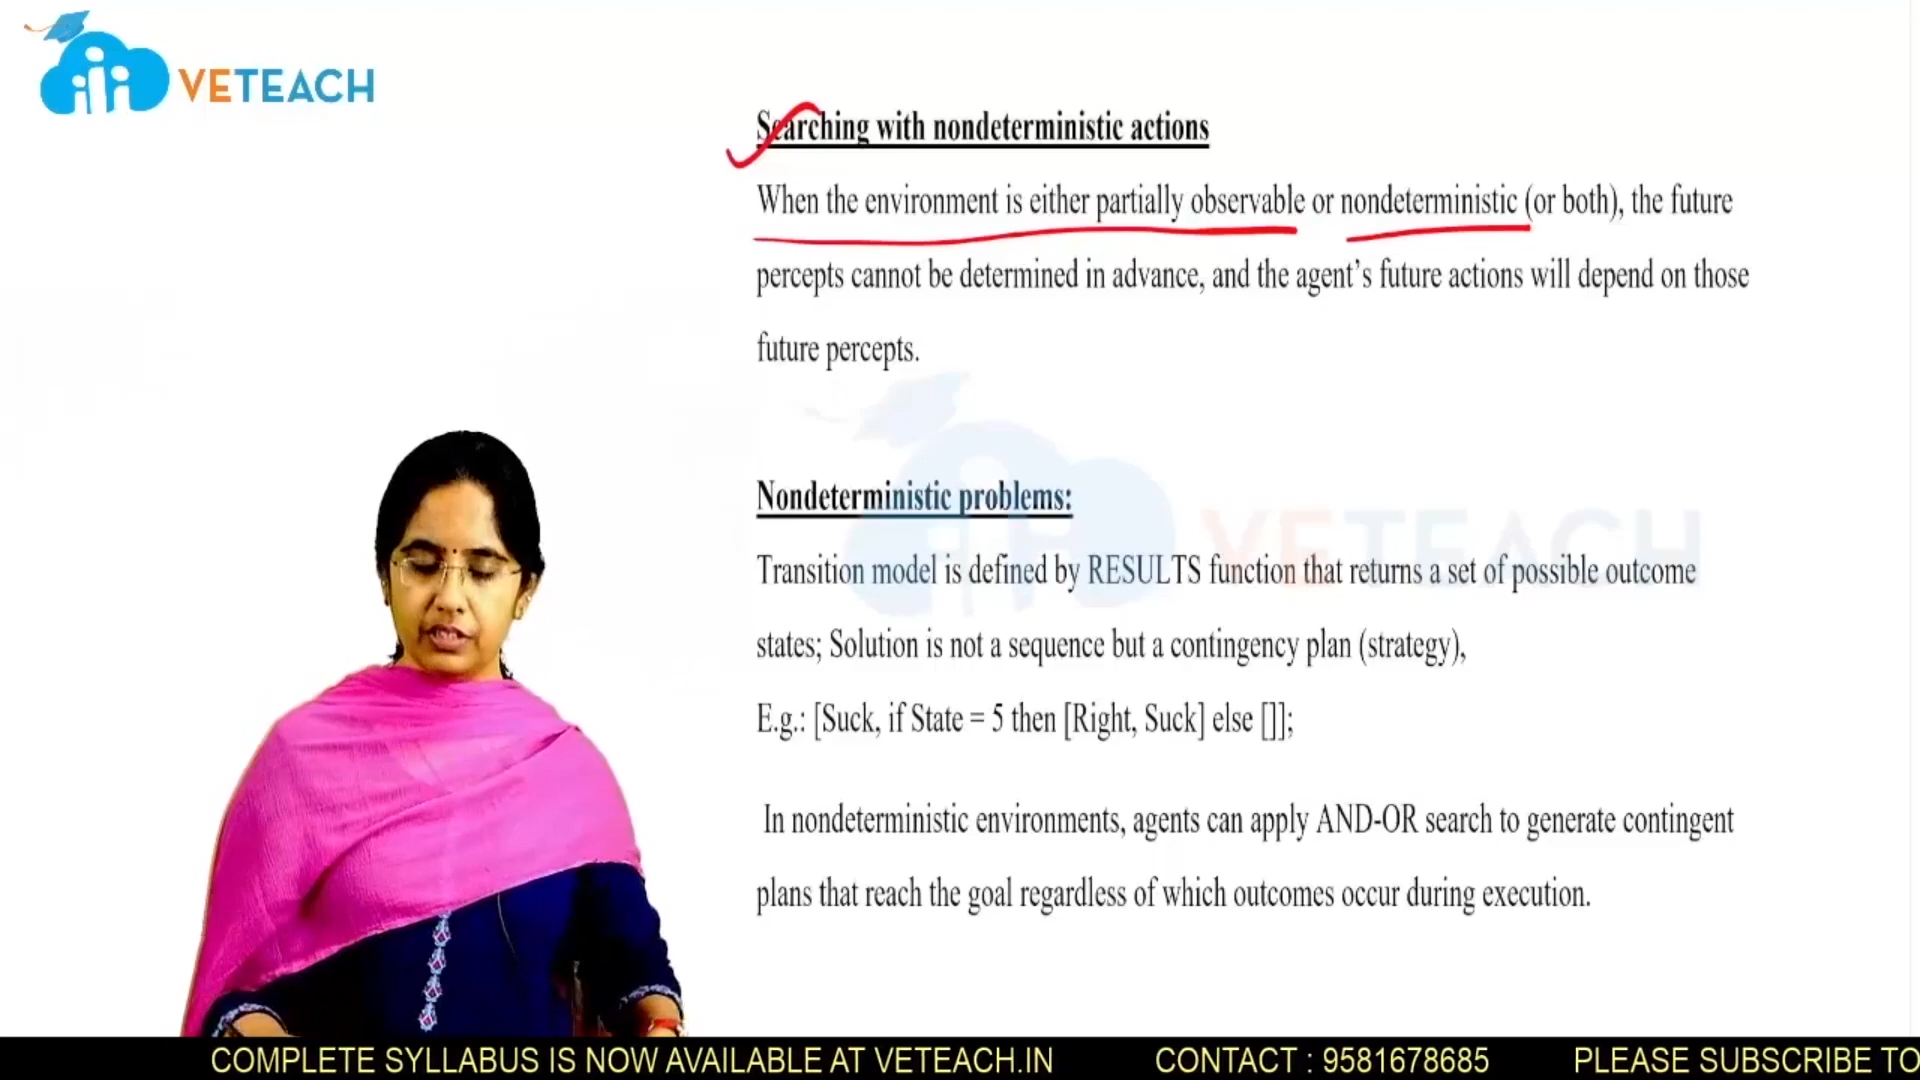 VETEACH
Searching with nondeterministic actions
When the environment is either partially observable or nondeterministic (or both), the future
percepts cannot be determined in advance, and the agent’s future actions will depend on those
future percepts.
Nondeterministic problems:
VETEACH
Transition model is defined by RESULTS function that returns a set of possible outcome
states; Solution is not a sequence but a contingency plan (strategy),
E.g.: [Suck, if State = 5 then [Right, Suck] else []];
In nondeterministic environments, agents can apply AND-OR search to generate contingent
plans that reach the goal regardless of which outcomes occur during execution.
COMPLETE SYLLABUS IS NOW AVAILABLE AT VETEACH.IN CONTACT : 9581678685 PLEASE SUBSCRIBE TO